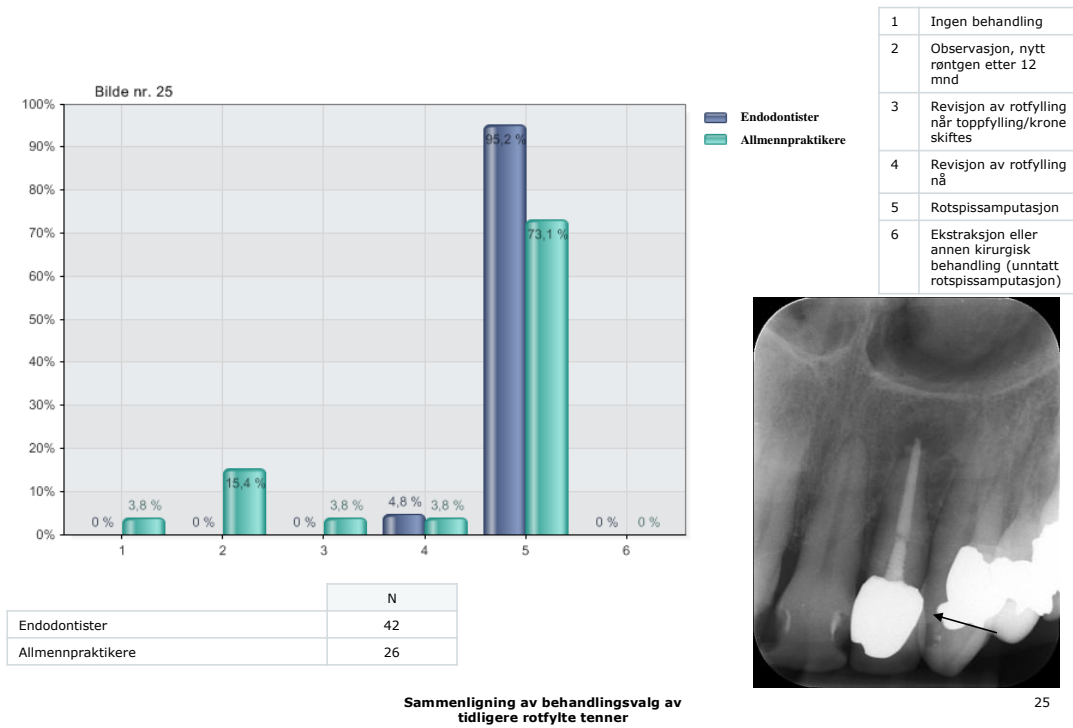 Bilde nr. 25
100%
90%
80%
70%
60%
50%
40%
30%
20%
10%
0%
0 %
3,8 %
0 %
15,4 %
0 %
3,8 %
4,8 %
3,8 %
95,2 %
73,1 %
0 %
0 %
1
2
3
4
5
6
Endodontister
Allmennpraktikere
1 Ingen behandling
2 Observasjon, nytt
røntgen etter 12
mnd
3 Revisjon av rotfylling
når toppfylling/krone
skiftes
4 Revisjon av rotfylling
nå
5 Rotspissamputasjon
6 Ekstraksjon eller
annen kirurgisk
behandling (unntatt
rotspissamputasjon)
N
Endodontister 42
Allmennpraktikere 26
Sammenligning av behandlingsvalg av
tidligere rotfylte tenner
25